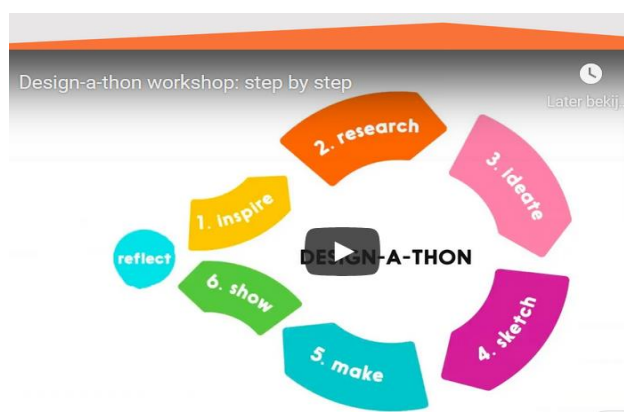 Design-a-thon workshop: step by step
Later bekij...
2. research
3. ideate
1. inspire
reflect
DESIGN-A-THON
6. show
4. sketch
5. make